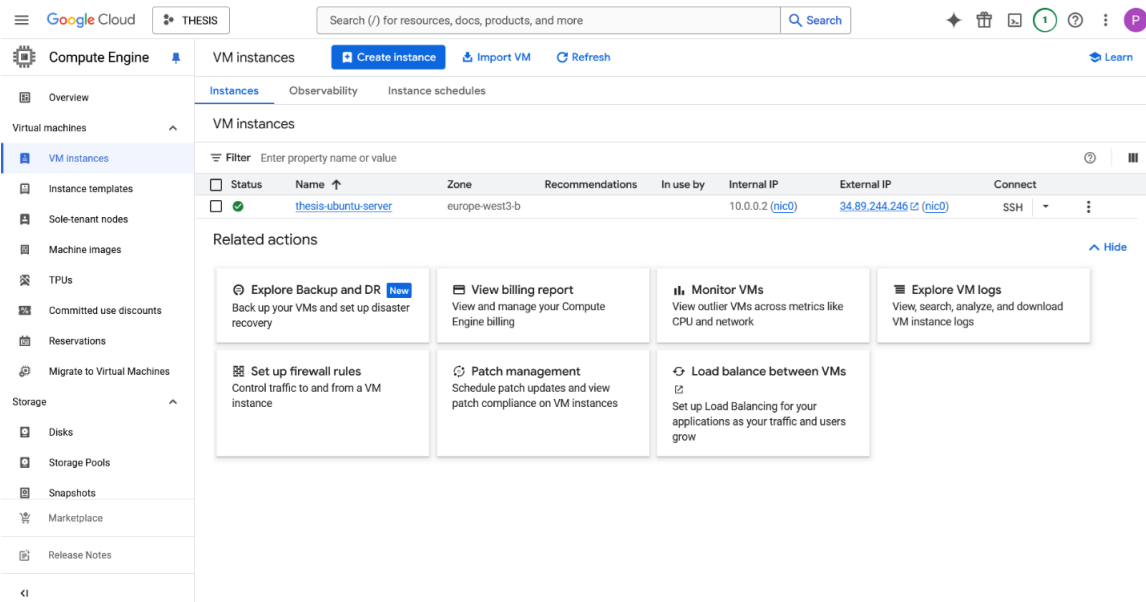 Google Cloud
THESIS
Search (/) for resources, docs, products, and more
Search
1
P
Compute Engine
VM instances
Create instance
Import VM
Refresh
Learn
Overview
Virtual machines
VM instances
Instance templates
Sole-tenant nodes
Machine images
TPUs
Committed use discounts
Reservations
Migrate to Virtual Machines
Storage
Disks
Storage Pools
Snapshots
Marketplace
Release Notes
Instances Observability Instance schedules
VM instances
Filter Enter property name or value
Status Name Zone Recommendations In use by Internal IP External IP Connect
thesis-ubuntu-server europe-west3-b 10.0.0.2 (nic0) 34.89.244.246 (nic0) SSH
Related actions
Hide
Explore Backup and DR New
Back up your VMs and set up disaster
recovery
View billing report
View and manage your Compute
Engine billing
Monitor VMs
View outlier VMs across metrics like
CPU and network
Explore VM logs
View, search, analyze, and download
VM instance logs
Set up firewall rules
Control traffic to and from a VM
instance
Patch management
Schedule patch updates and view
patch compliance on VM instances
Load balance between VMs
Set up Load Balancing for your
applications as your traffic and users
grow